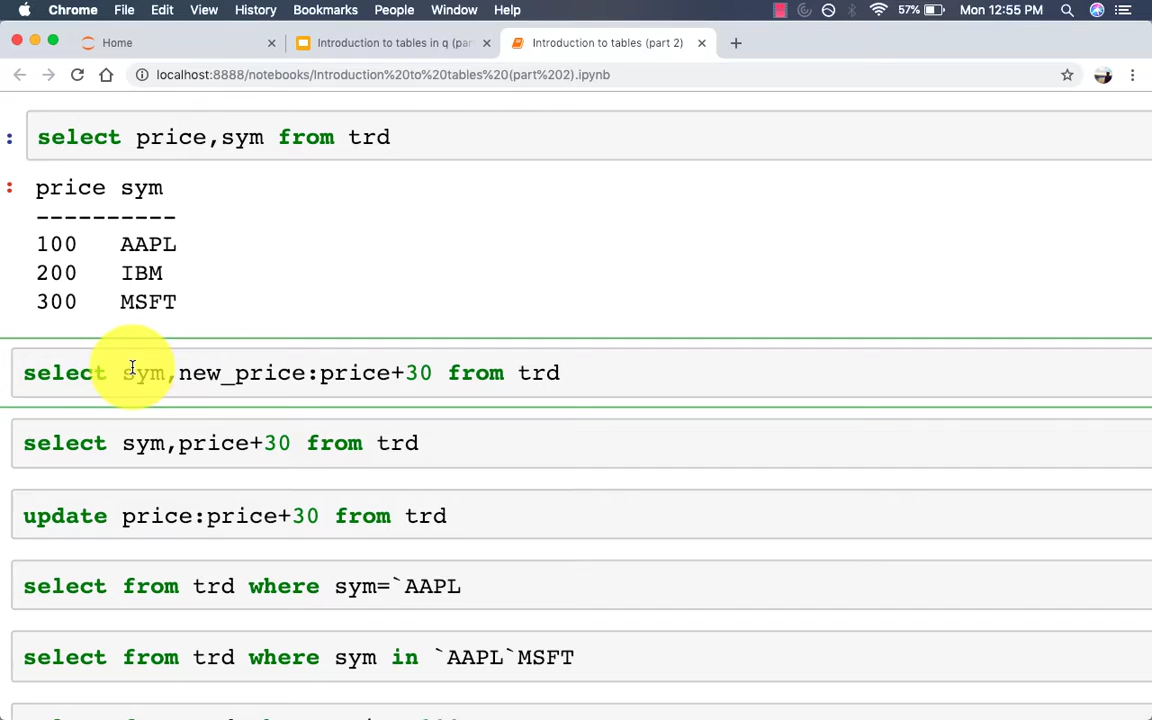 Chrome File Edit View History Bookmarks People Window Help 57% Mon 12:55 PM
Home Introduction to tables in q (par Introduction to tables (part 2)
localhost:8888/notebooks/Introduction%20to%20tables%20(part%202).ipynb
: select price,sym from trd
: price sym
----------
100 AAPL
200 IBM
300 MSFT
select sym,new_price:price+30 from trd
select sym,price+30 from trd
update price:price+30 from trd
select from trd where sym=`AAPL
select from trd where sym in `AAPL`MSFT